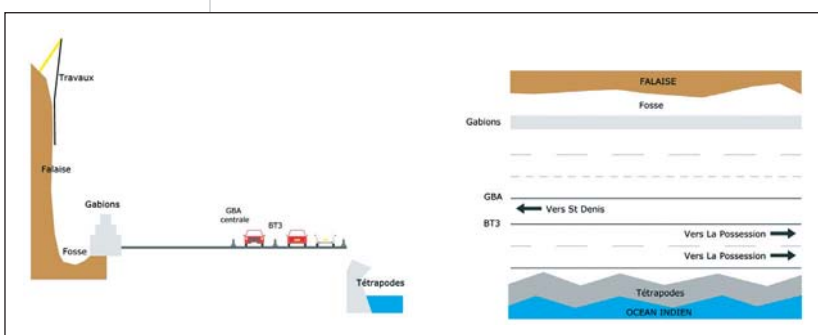 Travaux
Falaise
Gabions
Fosse
GBA
centrale
BT3
Tétrapodes
FALAISE
Fosse
Gabions
GBA
Vers St Denis
BT3
Vers La Possession
Vers La Possession
Tétrapodes
OCEAN INDIEN